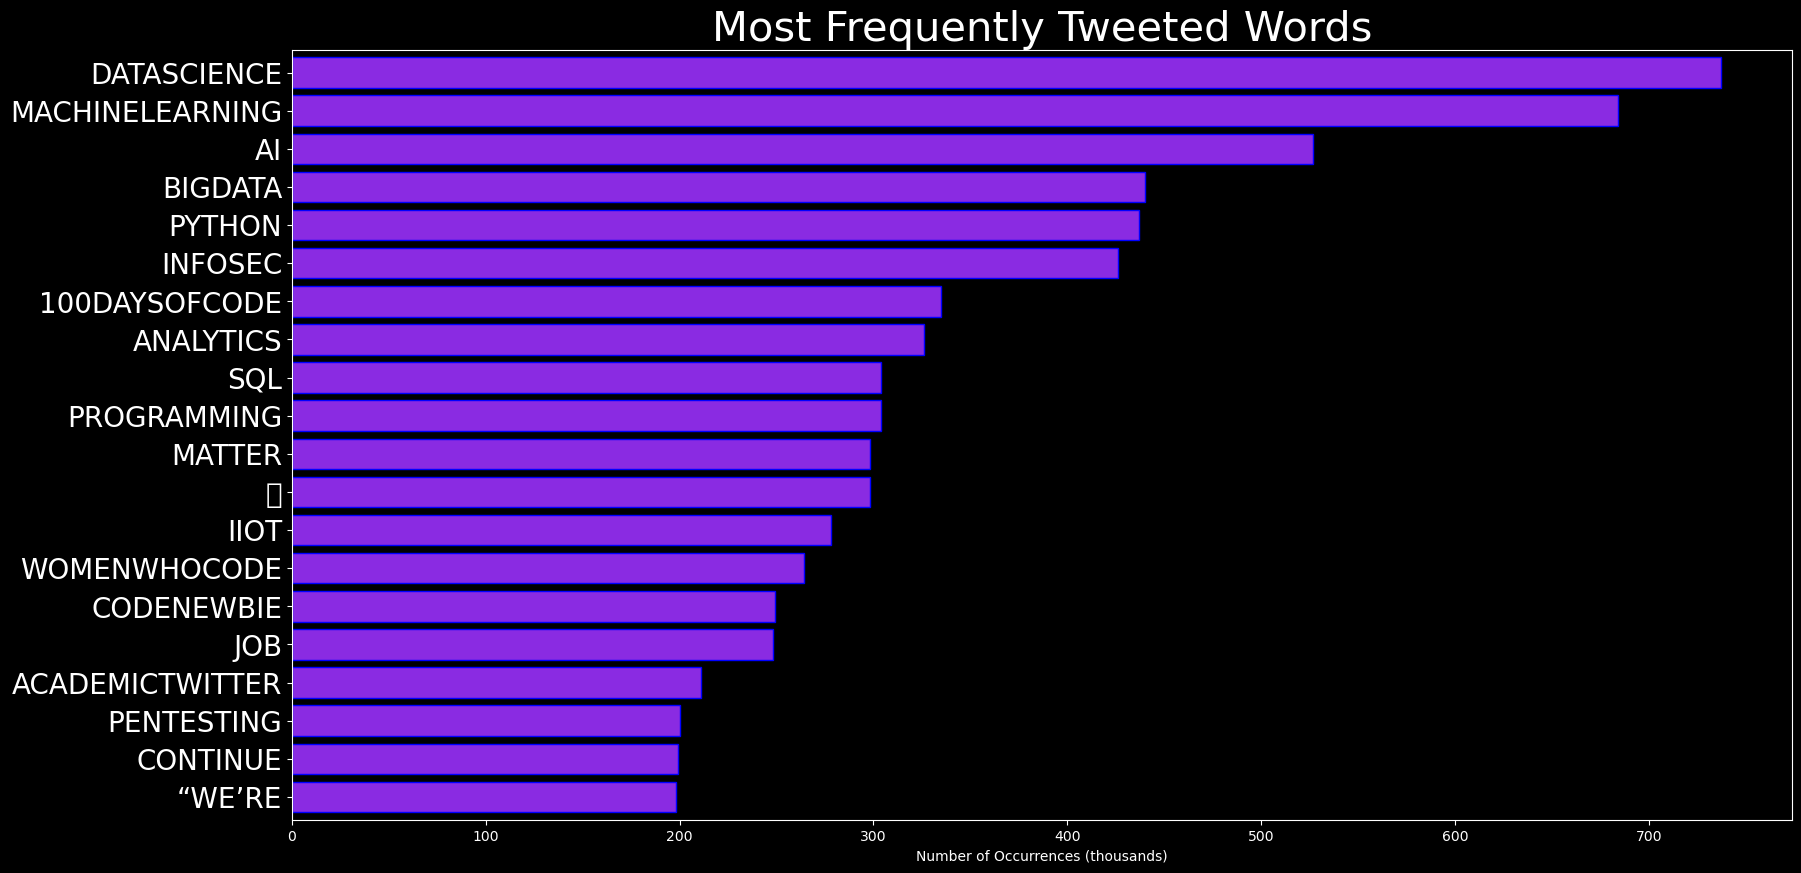 Most Frequently Tweeted Words
DATASCIENCE
MACHINELEARNING
AI
BIGDATA
PYTHON
INFOSEC
100DAYSOFCODE
ANALYTICS
SQL
PROGRAMMING
MATTER
IIOT
WOMENWHOCODE
CODENEWBIE
JOB
ACADEMICTWITTER
PENTESTING
CONTINUE
“WE’RE
0 100 200 300 400 500 600 700
Number of Occurrences (thousands)